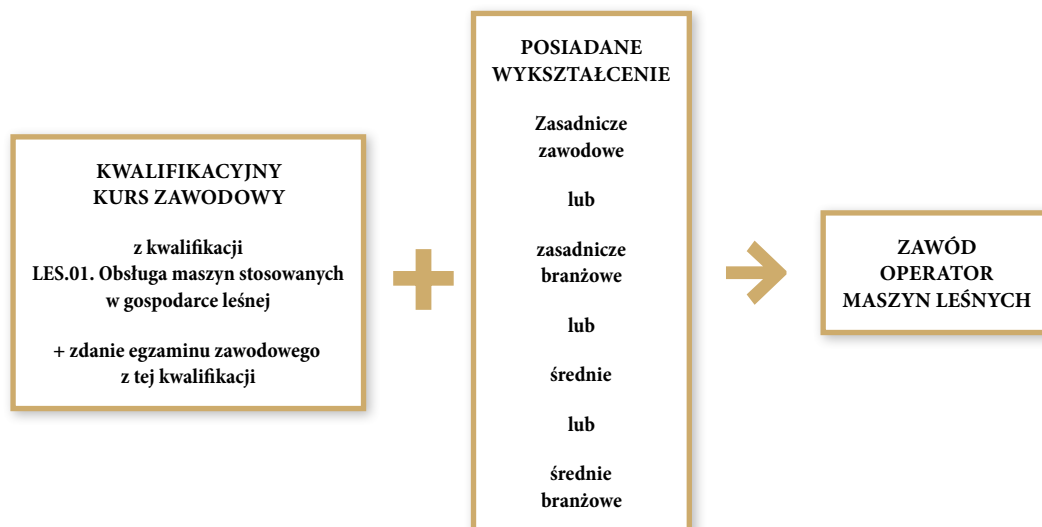 KWALIFIKACYJNY
KURS ZAWODOWY
z kwalifikacji
LES.01. Obsługa maszyn stosowanych
w gospodarce leśnej
+ zdanie egzaminu zawodowego
z tej kwalifikacji
POSIADANE
WYKSZTAŁCENIE
Zasadnicze
zawodowe
lub
zasadnicze
branżowe
lub
średnie
lub
średnie
branżowe
ZAWÓD
OPERATOR
MASZYN LEŚNYCH